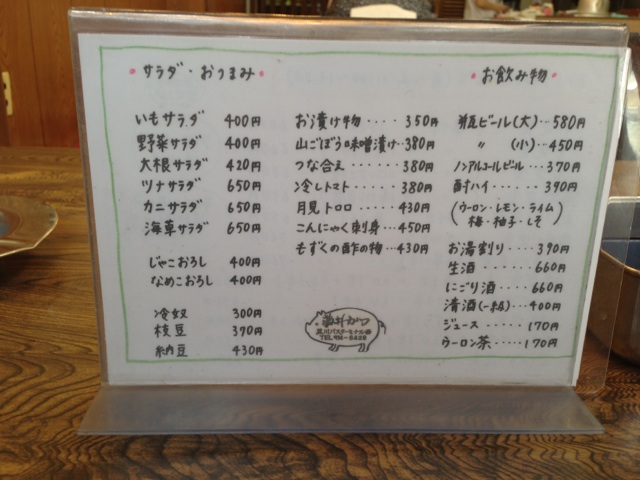 サラダ・おつまみ
いもサラダ 400円
野菜サラダ 400円
大根サラダ 420円
ツナサラダ 650円
カニサラダ 650円
海草サラダ 650円
じゃこおろし 400円
なめこおろし 400円
冷奴 300円
枝豆 370円
納豆 430円
お漬け物‥‥ 350円
山ごぼう味噌漬け‥380円
つな合え‥‥‥380円
冷しトマト‥‥‥380円
月見トロロ‥‥430円
こんにゃく刺身‥‥450円
もずくの酢の物‥430円
TEL
お飲み物
瓶ビール(大)‥580円
〃 (小)‥450円
ノンアルコールビール‥‥370円
酎ハイ‥‥‥390円
(ウーロン・レモン・ライム
梅・柚子・しそ)
お湯割り‥‥390円
生酒‥‥‥660円
にごり酒‥‥660円
清酒(一級)‥400円
ジュース‥‥‥170円
ウーロン茶‥‥170円